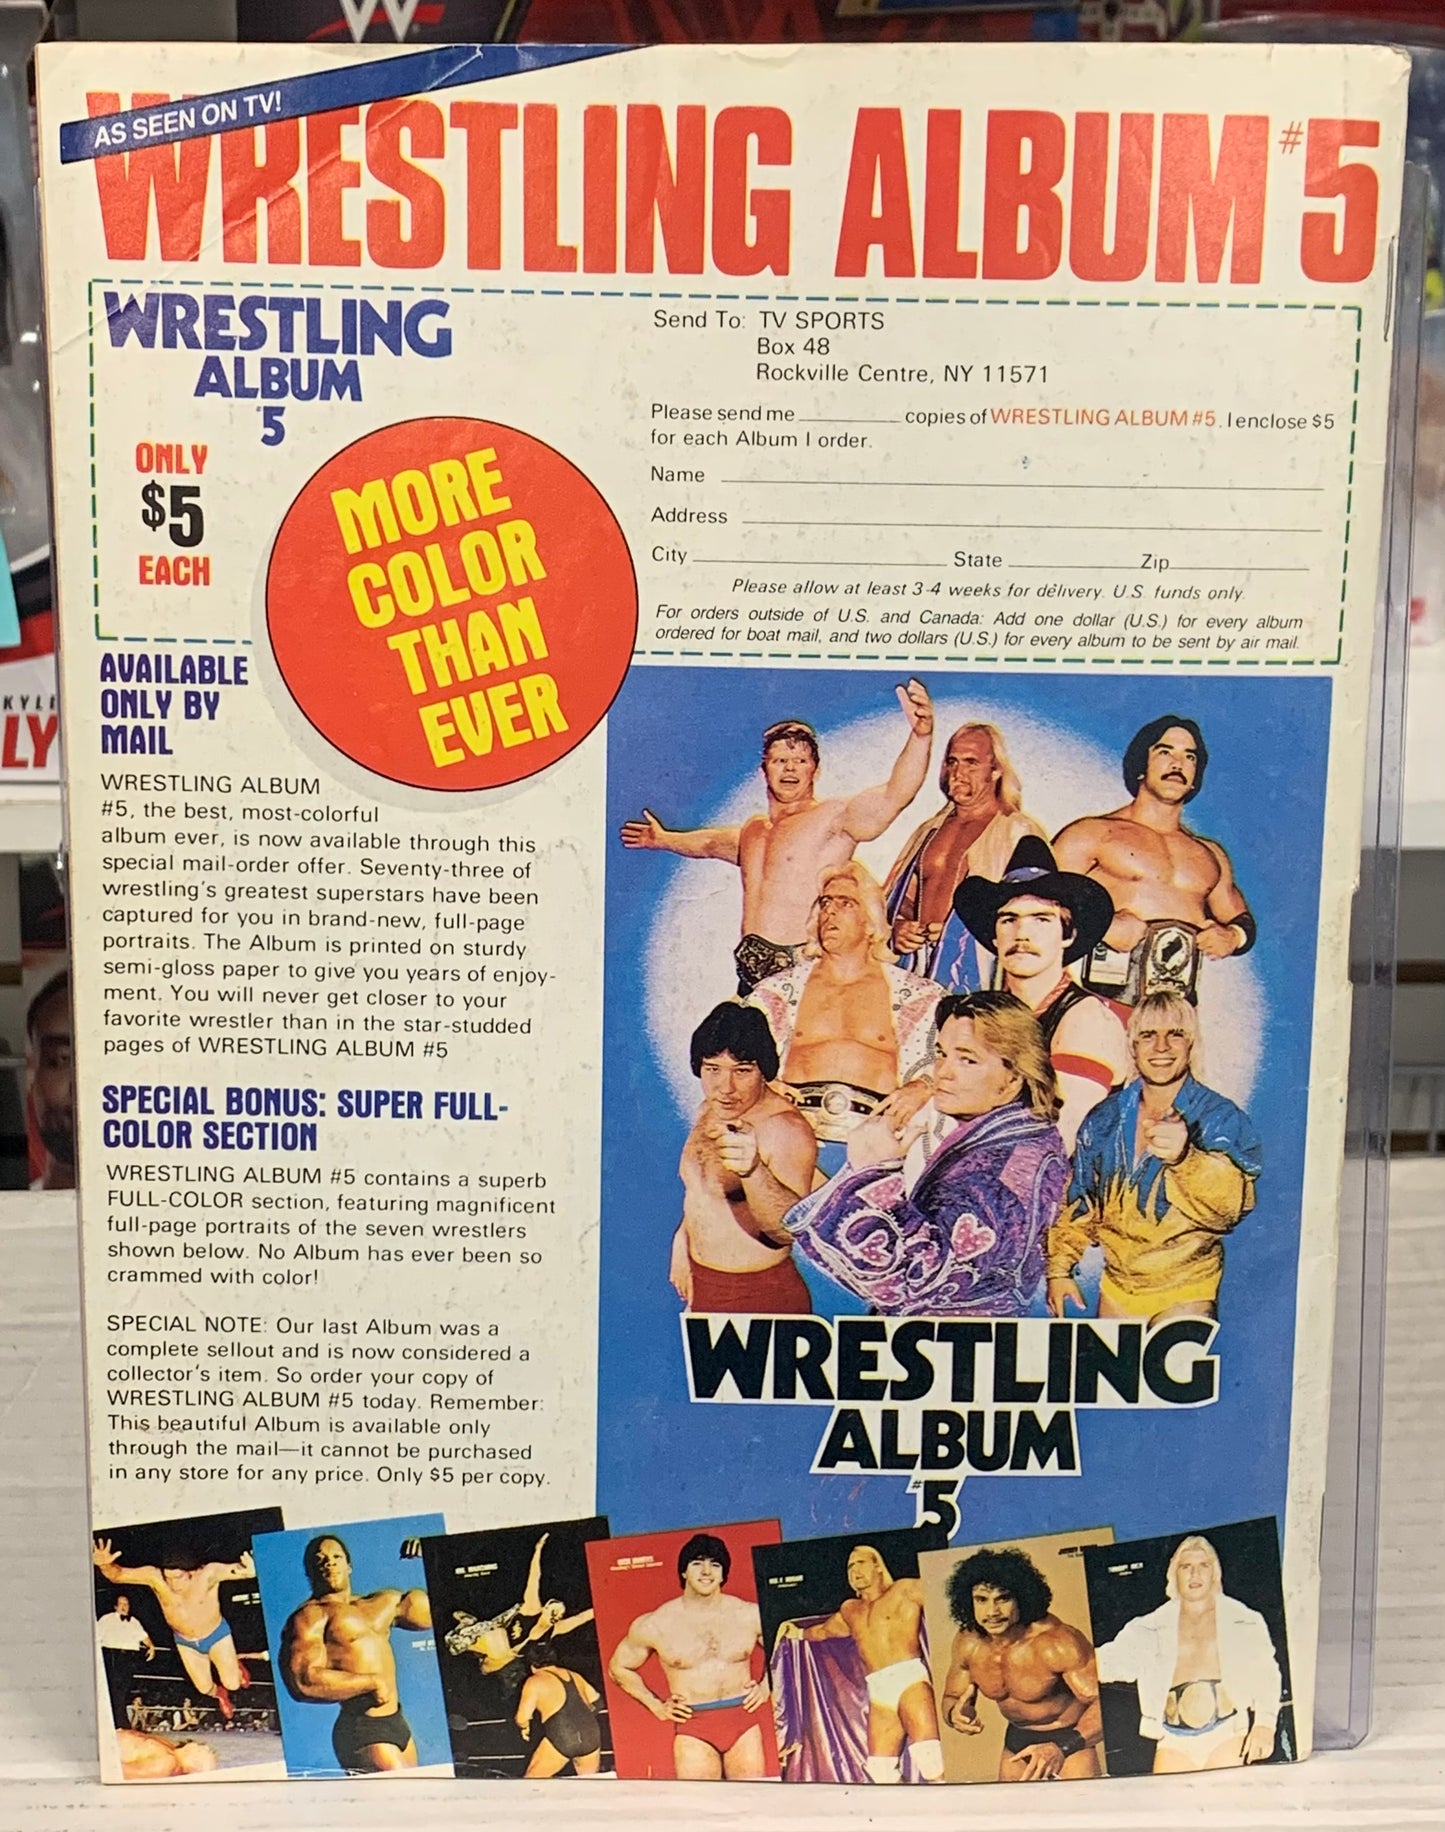 W
AS SEEN ON TV!
WRESTLING ALBUM #5
WRESTLING
ALBUM
#5
ONLY
$5
EACH
MORE
COLOR
THAN
EVER
Send To: TV SPORTS
Box 48
Rockville Centre, NY 11571
Please send me ________ copies of WRESTLING ALBUM #5. I enclose $5
for each Album I order.
Name
Address
City State Zip
Please allow at least 3-4 weeks for delivery. U.S. funds only.
For orders outside of U.S. and Canada: Add one dollar (U.S.) for every album
ordered for boat mail, and two dollars (U.S.) for every album to be sent by air mail.
AVAILABLE
ONLY BY
MAIL
WRESTLING ALBUM
#5, the best, most-colorful
album ever, is now available through this
special mail-order offer. Seventy-three of
wrestling's greatest superstars have been
captured for you in brand-new, full-page
portraits. The Album is printed on sturdy
semi-gloss paper to give you years of enjoy-
ment. You will never get closer to your
favorite wrestler than in the star-studded
pages of WRESTLING ALBUM #5
SPECIAL BONUS: SUPER FULL-
COLOR SECTION
WRESTLING ALBUM #5 contains a superb
FULL-COLOR section, featuring magnificent
full-page portraits of the seven wrestlers
shown below. No Album has ever been so
crammed with color!
SPECIAL NOTE: Our last Album was a
complete sellout and is now considered a
collector's item. So order your copy of
WRESTLING ALBUM #5 today. Remember:
This beautiful Album is available only
through the mail—it cannot be purchased
in any store for any price. Only $5 per copy.
WRESTLING
ALBUM
#5
LY